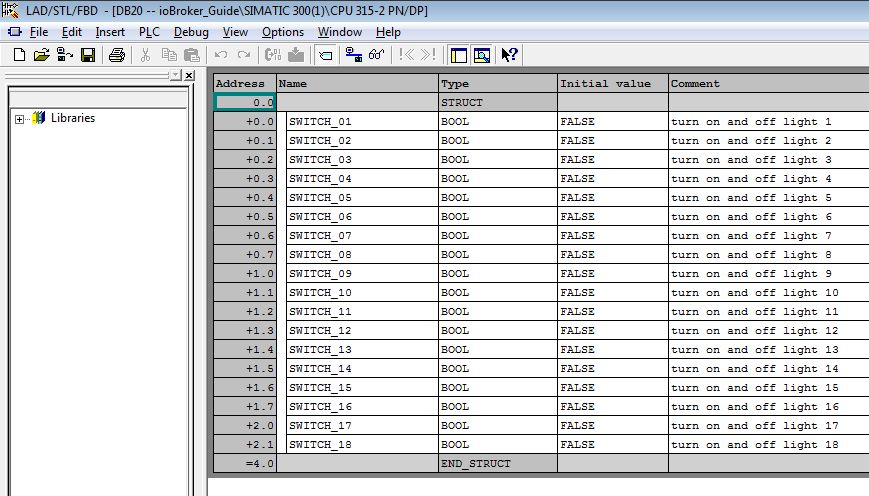 LAD/STL/FBD - [DB20 -- ioBroker_Guide\SIMATIC 300(1)\CPU 315-2 PN/DP]
File Edit Insert PLC Debug View Options Window Help
Libraries
Address Name Type Initial value Comment
0.0 STRUCT
+0.0 SWITCH_01 BOOL FALSE turn on and off light 1
+0.1 SWITCH_02 BOOL FALSE turn on and off light 2
+0.2 SWITCH_03 BOOL FALSE turn on and off light 3
+0.3 SWITCH_04 BOOL FALSE turn on and off light 4
+0.4 SWITCH_05 BOOL FALSE turn on and off light 5
+0.5 SWITCH_06 BOOL FALSE turn on and off light 6
+0.6 SWITCH_07 BOOL FALSE turn on and off light 7
+0.7 SWITCH_08 BOOL FALSE turn on and off light 8
+1.0 SWITCH_09 BOOL FALSE turn on and off light 9
+1.1 SWITCH_10 BOOL FALSE turn on and off light 10
+1.2 SWITCH_11 BOOL FALSE turn on and off light 11
+1.3 SWITCH_12 BOOL FALSE turn on and off light 12
+1.4 SWITCH_13 BOOL FALSE turn on and off light 13
+1.5 SWITCH_14 BOOL FALSE turn on and off light 14
+1.6 SWITCH_15 BOOL FALSE turn on and off light 15
+1.7 SWITCH_16 BOOL FALSE turn on and off light 16
+2.0 SWITCH_17 BOOL FALSE turn on and off light 17
+2.1 SWITCH_18 BOOL FALSE turn on and off light 18
=4.0 END_STRUCT